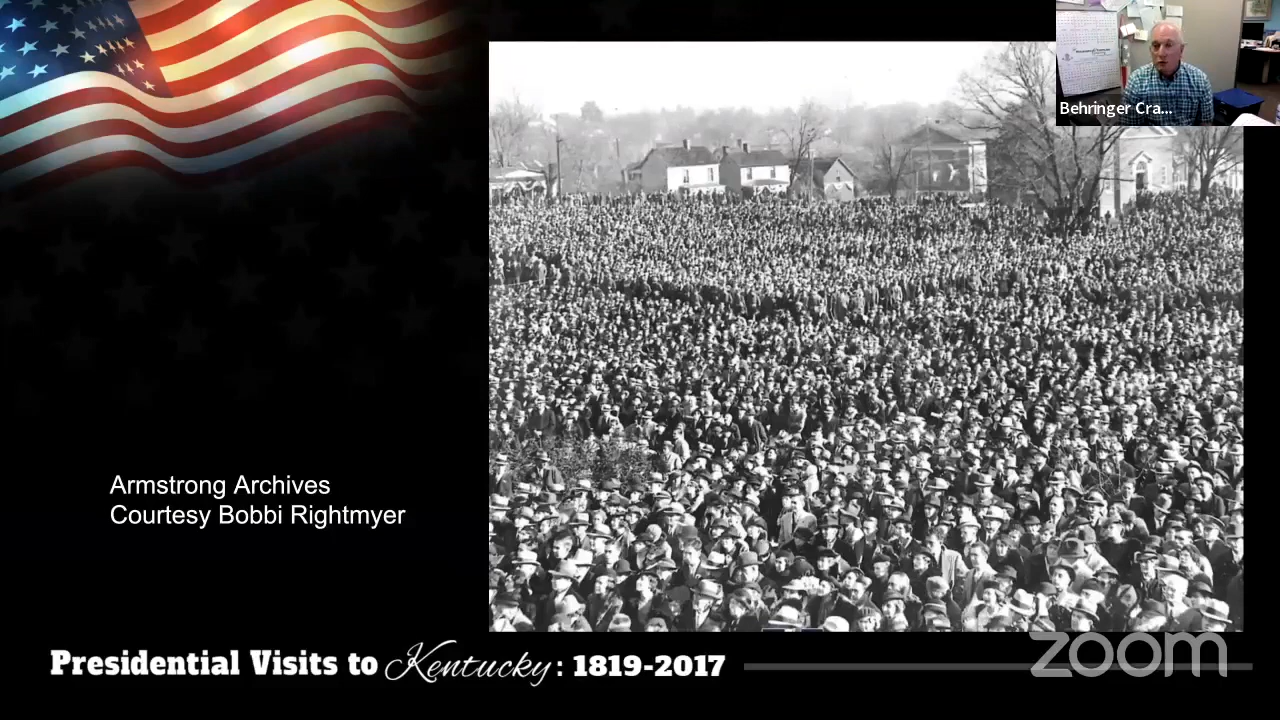 Behringer Cra...
Armstrong Archives
Courtesy Bobbi Rightmyer
Presidential Visits to Kentucky: 1819-2017
zoom